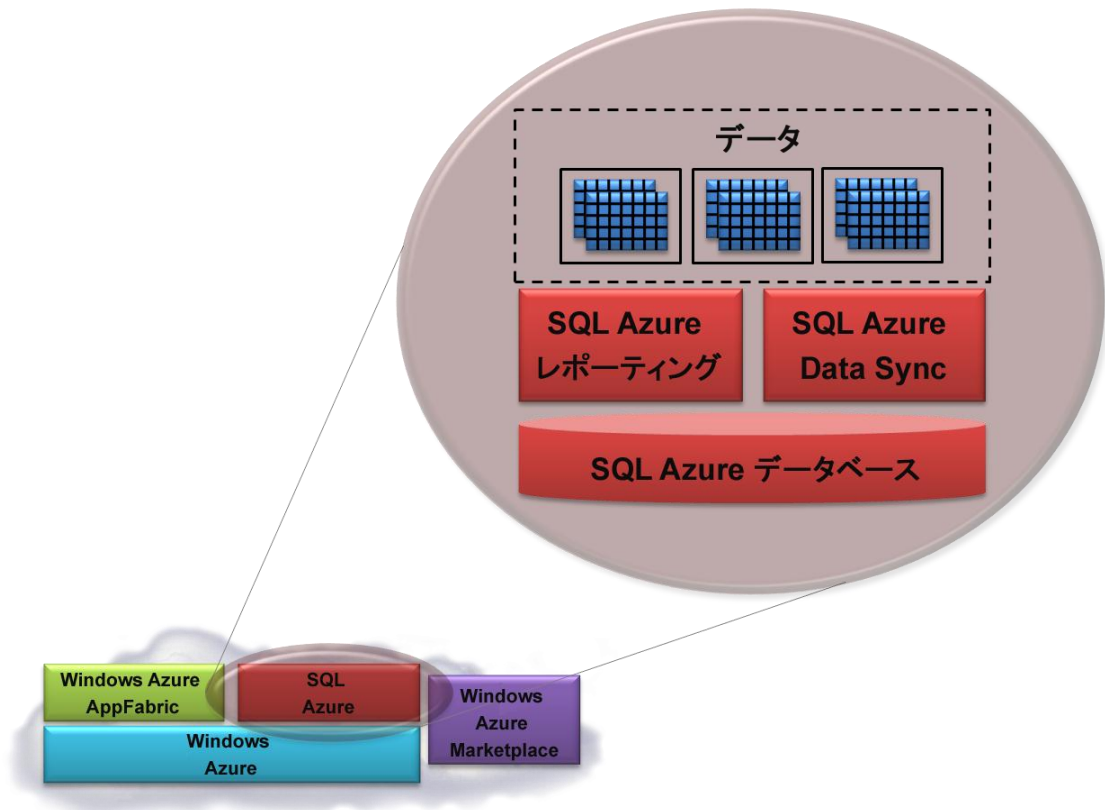 データ
SQL Azure
レポーティング
SQL Azure
Data Sync
SQL Azure データベース
Windows Azure
AppFabric
SQL
Azure
Windows
Azure
Marketplace
Windows
Azure